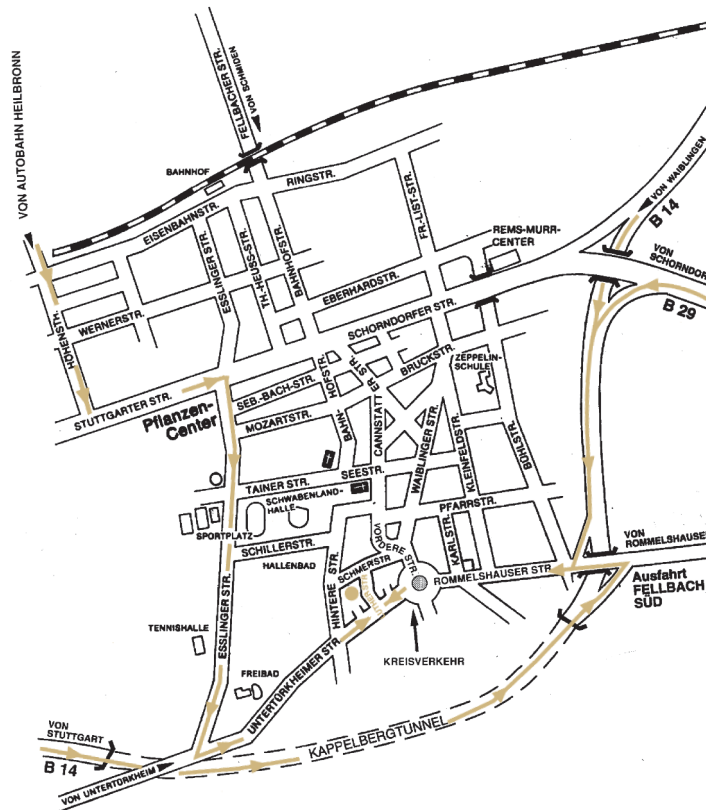 VON AUTOBAHN HEILBRONN
FELLBACHER STR.
VON SCHMIDEN
BAHNHOF
RINGSTR.
EISENBAHNSTR.
FR.-LIST-STR.
VON WAIBLINGEN
B 14
REMS-MURR-
CENTER
VON
SCHORNDORF
B 29
ESSLINGER STR.
TH.-HEUSS-STR.
BAHNHOFSTR.
EBERHARDSTR.
HÖHENSTR.
WERNERSTR.
SCHORNDORFER STR.
STUTTGARTER STR.
Pflanzen-
Center
SEB.-BACH-STR.
MOZARTSTR.
BAHN-
HOFSTR.
CANNSTATT
ER STR.
BRUCKSTR.
ZEPPELIN-
SCHULE
WAIBLINGER STR.
KLEINFELDSTR.
BÜHLSTR.
TAINER STR.
SEESTR.
SCHWABENLAND-
HALLE
PFARRSTR.
SPORTPLATZ
SCHILLERSTR.
HALLENBAD
HINTERE STR.
SCHMERSTR
VORDERE STR.
KARLSTR.
ROMMELSHAUSER STR.
VON
ROMMELSHAUSEN
Ausfahrt
FELLBACH
SÜD
ESSLINGER STR.
TENNISHALLE
FREIBAD
UNTERTÜRKHEIMER STR
KREISVERKEHR
VON
STUTTGART
B 14
KAPPELBERGTUNNEL
VON UNTERTÜRKHEIM